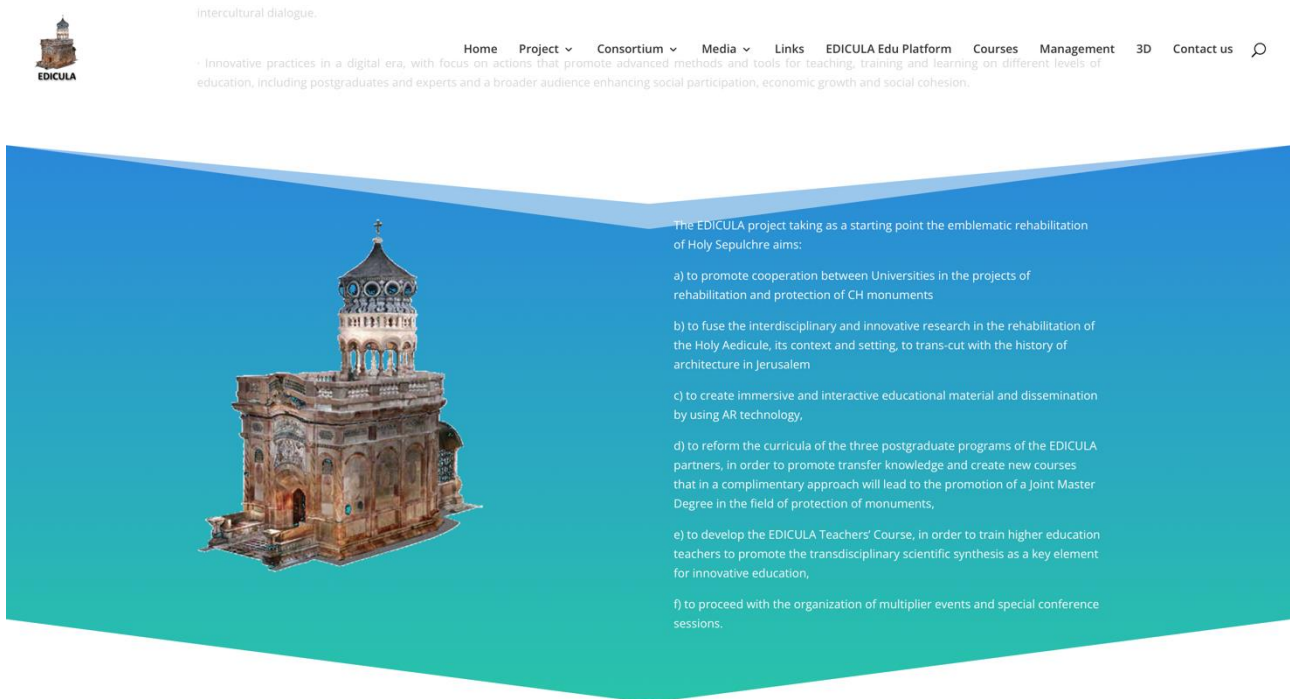 intercultural dialogue.
EDICULA
Home Project Consortium Media Links EDICULA Edu Platform Courses Management 3D Contact us
· Innovative practices in a digital era, with focus on actions that promote advanced methods and tools for teaching, training and learning on different levels of
education, including postgraduates and experts and a broader audience enhancing social participation, economic growth and social cohesion.
The EDICULA project taking as a starting point the emblematic rehabilitation
of Holy Sepulchre aims:
a) to promote cooperation between Universities in the projects of
rehabilitation and protection of CH monuments
b) to fuse the interdisciplinary and innovative research in the rehabilitation of
the Holy Aedicule, its context and setting, to trans-cut with the history of
architecture in Jerusalem
c) to create immersive and interactive educational material and dissemination
by using AR technology,
d) to reform the curricula of the three postgraduate programs of the EDICULA
partners, in order to promote transfer knowledge and create new courses
that in a complimentary approach will lead to the promotion of a Joint Master
Degree in the field of protection of monuments,
e) to develop the EDICULA Teachers’ Course, in order to train higher education
teachers to promote the transdisciplinary scientific synthesis as a key element
for innovative education,
f) to proceed with the organization of multiplier events and special conference
sessions.